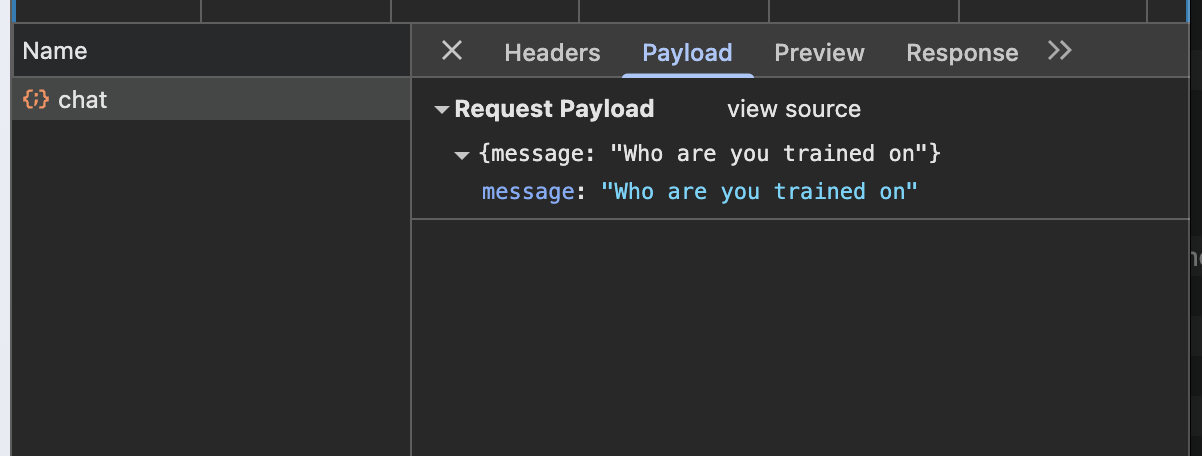 Name
chat
Headers Payload Preview Response
Request Payload view source
{message: "Who are you trained on"}
message: "Who are you trained on"